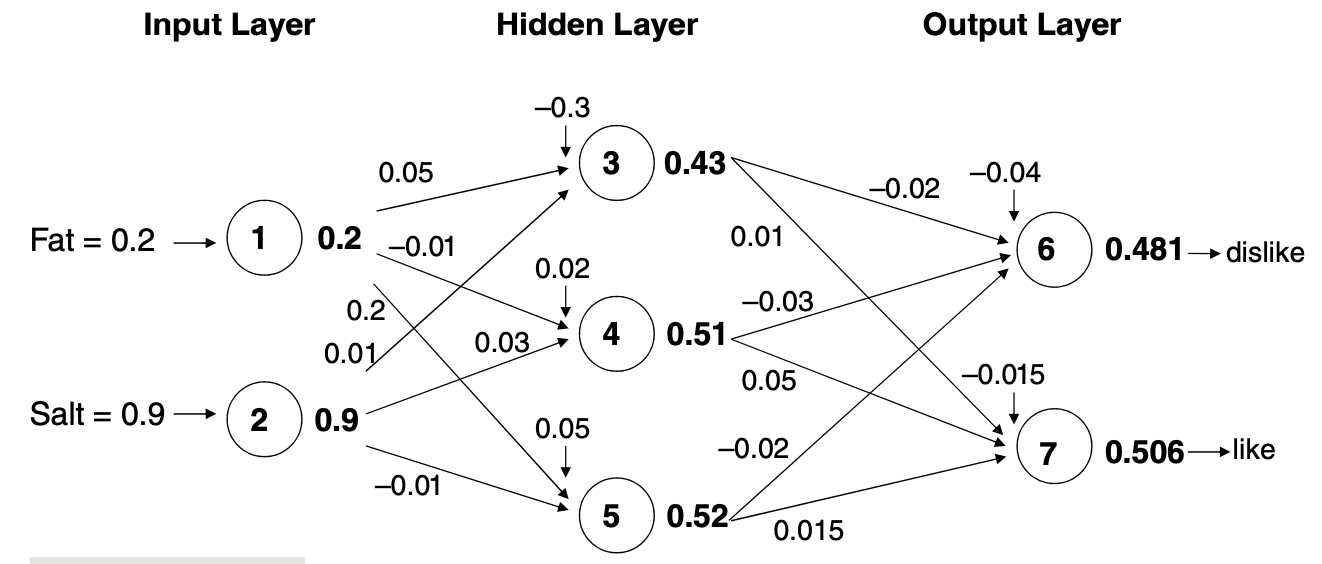 Input Layer Hidden Layer Output Layer
–0.3
0.05 3 0.43 –0.02 –0.04
Fat = 0.2 1 0.2 –0.01 0.01 6 0.481 dislike
0.02
0.2 –0.03
0.01 0.03 4 0.51
0.05 –0.015
Salt = 0.9 2 0.9 0.05 –0.02 7 0.506 like
–0.01
5 0.52 0.015